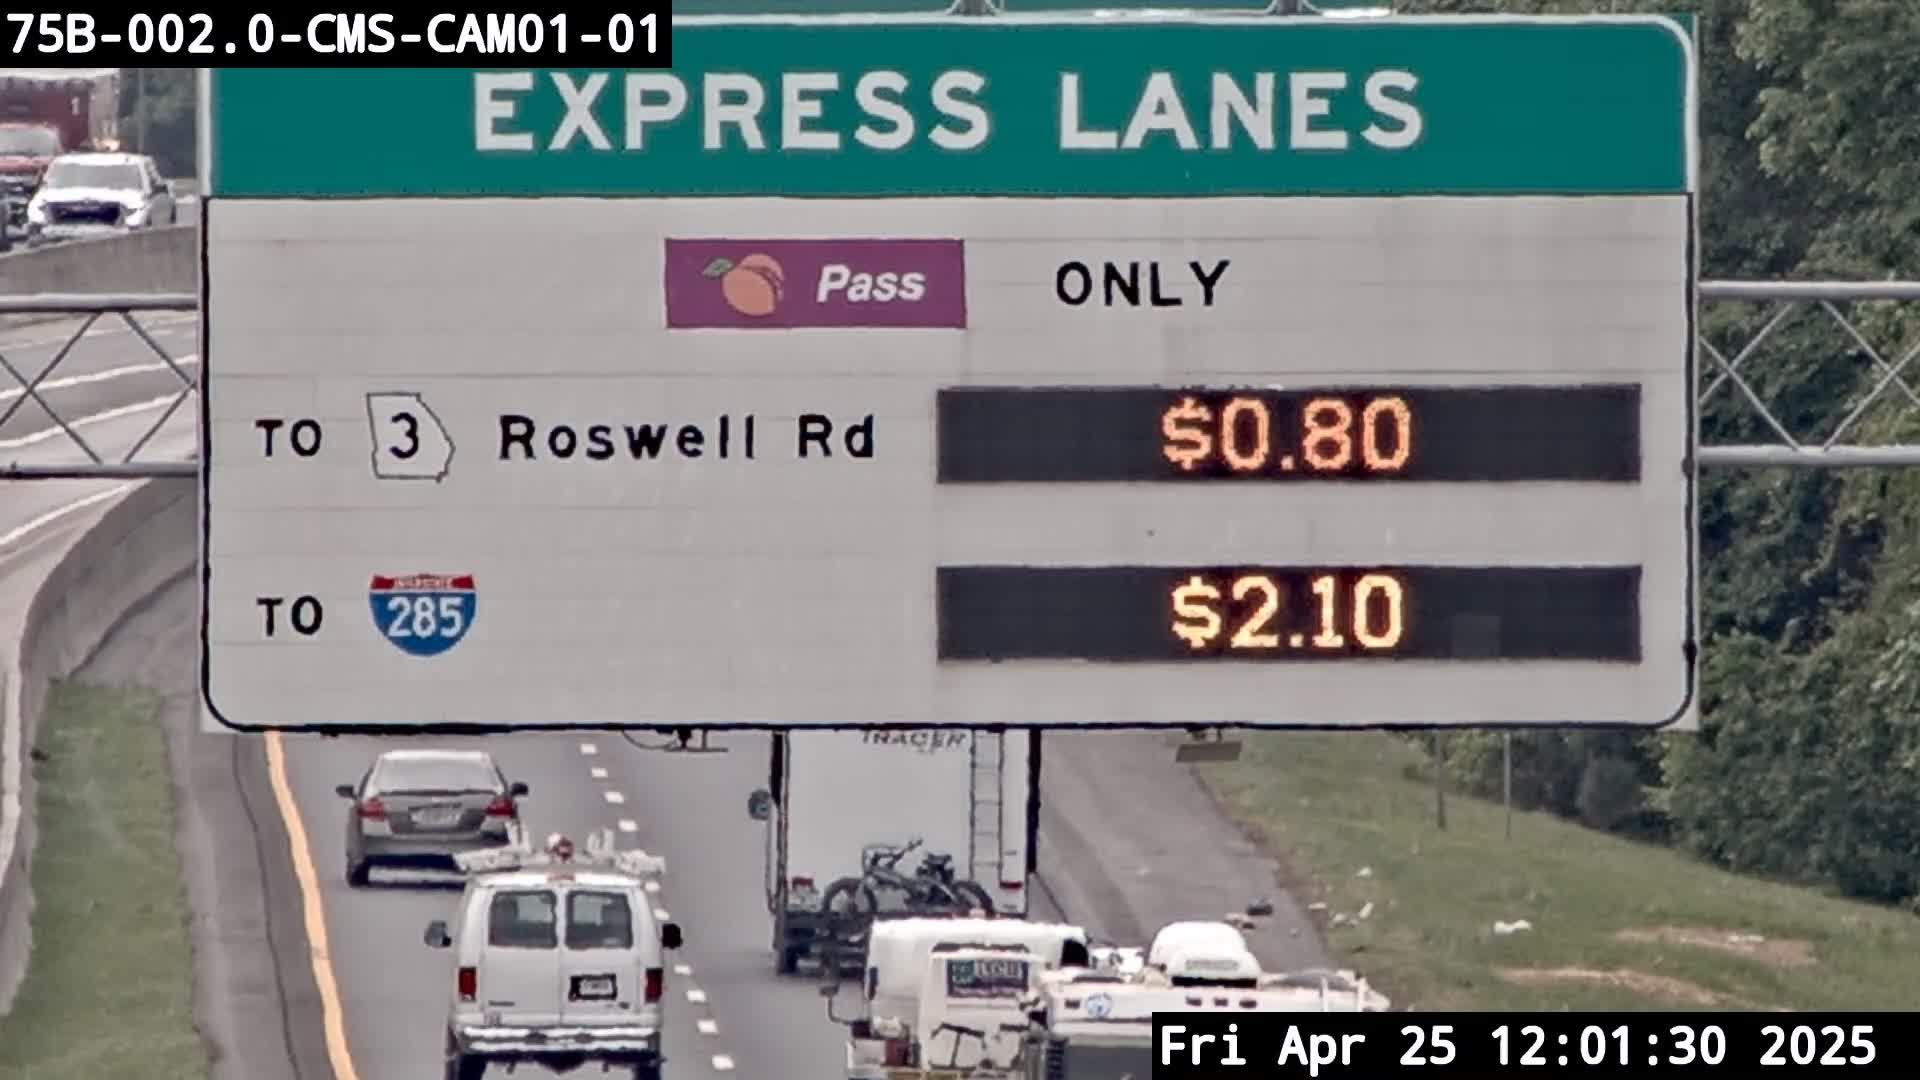 75B-002.0-CMS-CAM01-01
EXPRESS LANES
Pass ONLY
TO 3 Roswell Rd $0.80
INTERSTATE
TO 285 $2.10
TRACER
Fri Apr 25 12:01:30 2025